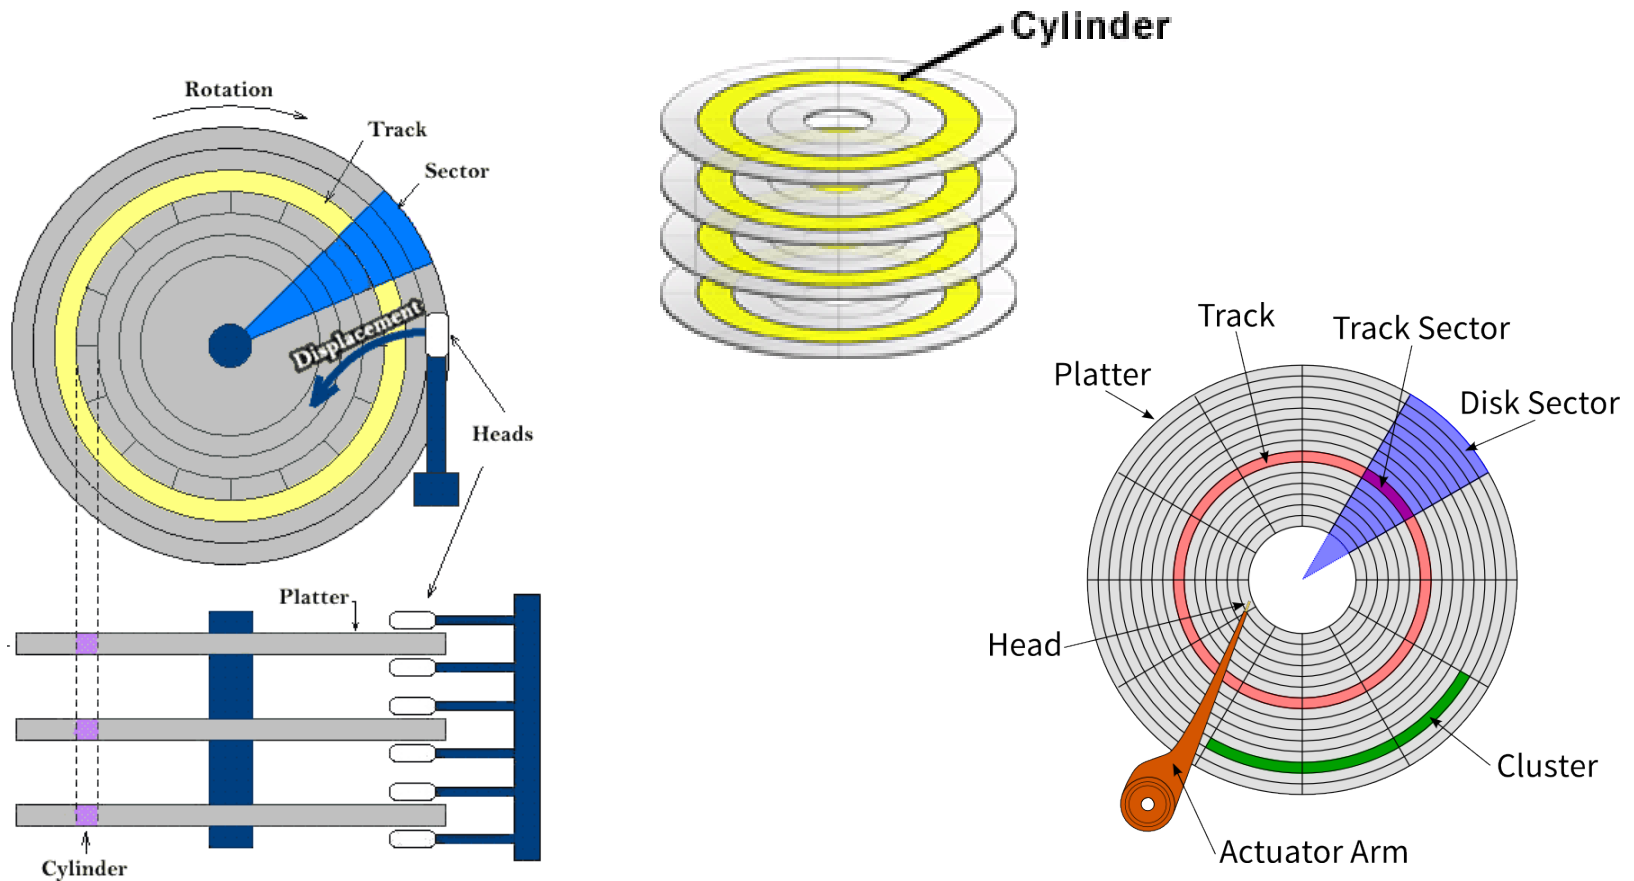 Cylinder
Rotation
Track
Sector
Displacement
Heads
Platter
Cylinder
Track
Track Sector
Platter
Disk Sector
Head
Cluster
Actuator Arm